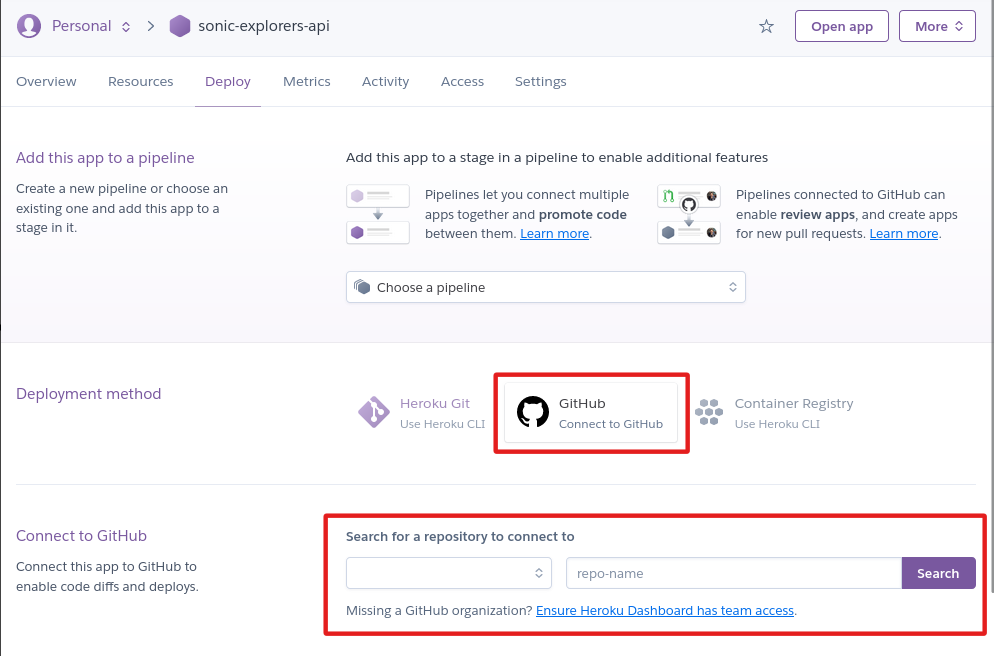 Personal
sonic-explorers-api
Open app
More
Overview
Resources
Deploy
Metrics
Activity
Access
Settings
Add this app to a pipeline
Create a new pipeline or choose an
existing one and add this app to a
stage in it.
Add this app to a stage in a pipeline to enable additional features
Pipelines let you connect multiple
apps together and promote code
between them. Learn more.
Pipelines connected to GitHub can
enable review apps, and create apps
for new pull requests. Learn more.
Choose a pipeline
Deployment method
Heroku Git
Use Heroku CLI
GitHub
Connect to GitHub
Container Registry
Use Heroku CLI
Connect to GitHub
Connect this app to GitHub to
enable code diffs and deploys.
Search for a repository to connect to
repo-name
Search
Missing a GitHub organization? Ensure Heroku Dashboard has team access.